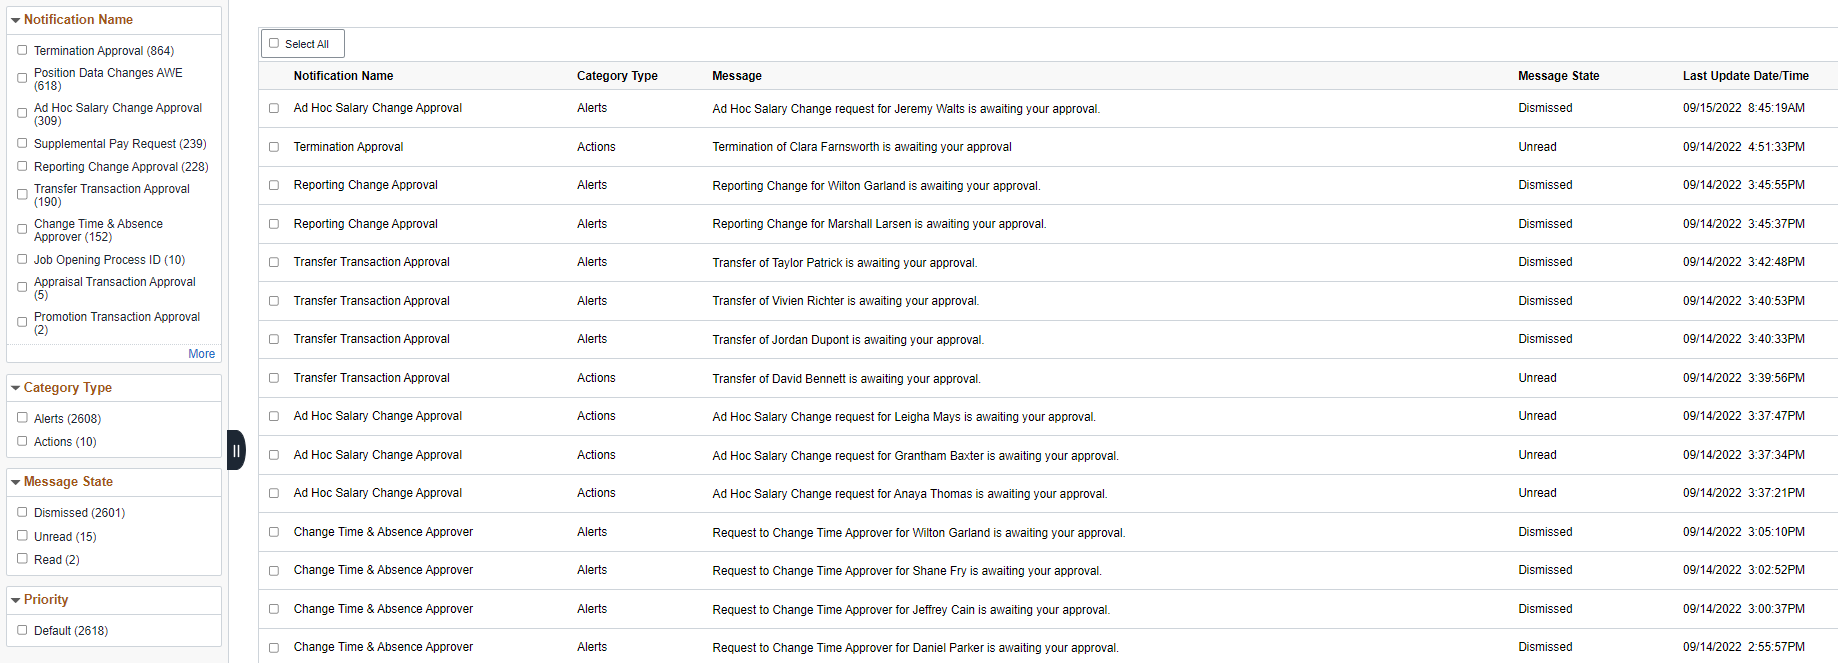 Notification Name
Termination Approval (864)
Position Data Changes AWE
(618)
Ad Hoc Salary Change Approval
(309)
Supplemental Pay Request (239)
Reporting Change Approval (228)
Transfer Transaction Approval
(190)
Change Time & Absence
Approver (152)
Job Opening Process ID (10)
Appraisal Transaction Approval
(5)
Promotion Transaction Approval
(2)
More
Category Type
Alerts (2608)
Actions (10)
Message State
Dismissed (2601)
Unread (15)
Read (2)
Priority
Default (2618)
Select All
Notification Name Category Type Message Message State Last Update Date/Time
Ad Hoc Salary Change Approval Alerts Ad Hoc Salary Change request for Jeremy Walts is awaiting your approval. Dismissed 09/15/2022 8:45:19AM
Termination Approval Actions Termination of Clara Farnsworth is awaiting your approval Unread 09/14/2022 4:51:33PM
Reporting Change Approval Alerts Reporting Change for Wilton Garland is awaiting your approval. Dismissed 09/14/2022 3:45:55PM
Reporting Change Approval Alerts Reporting Change for Marshall Larsen is awaiting your approval. Dismissed 09/14/2022 3:45:37PM
Transfer Transaction Approval Alerts Transfer of Taylor Patrick is awaiting your approval. Dismissed 09/14/2022 3:42:48PM
Transfer Transaction Approval Alerts Transfer of Vivien Richter is awaiting your approval. Dismissed 09/14/2022 3:40:53PM
Transfer Transaction Approval Alerts Transfer of Jordan Dupont is awaiting your approval. Dismissed 09/14/2022 3:40:33PM
Transfer Transaction Approval Actions Transfer of David Bennett is awaiting your approval. Unread 09/14/2022 3:39:56PM
Ad Hoc Salary Change Approval Actions Ad Hoc Salary Change request for Leigha Mays is awaiting your approval. Unread 09/14/2022 3:37:47PM
Ad Hoc Salary Change Approval Actions Ad Hoc Salary Change request for Grantham Baxter is awaiting your approval. Unread 09/14/2022 3:37:34PM
Ad Hoc Salary Change Approval Actions Ad Hoc Salary Change request for Anaya Thomas is awaiting your approval. Unread 09/14/2022 3:37:21PM
Change Time & Absence Approver Alerts Request to Change Time Approver for Wilton Garland is awaiting your approval. Dismissed 09/14/2022 3:05:10PM
Change Time & Absence Approver Alerts Request to Change Time Approver for Shane Fry is awaiting your approval. Dismissed 09/14/2022 3:02:52PM
Change Time & Absence Approver Alerts Request to Change Time Approver for Jeffrey Cain is awaiting your approval. Dismissed 09/14/2022 3:00:37PM
Change Time & Absence Approver Alerts Request to Change Time Approver for Daniel Parker is awaiting your approval. Dismissed 09/14/2022 2:55:57PM